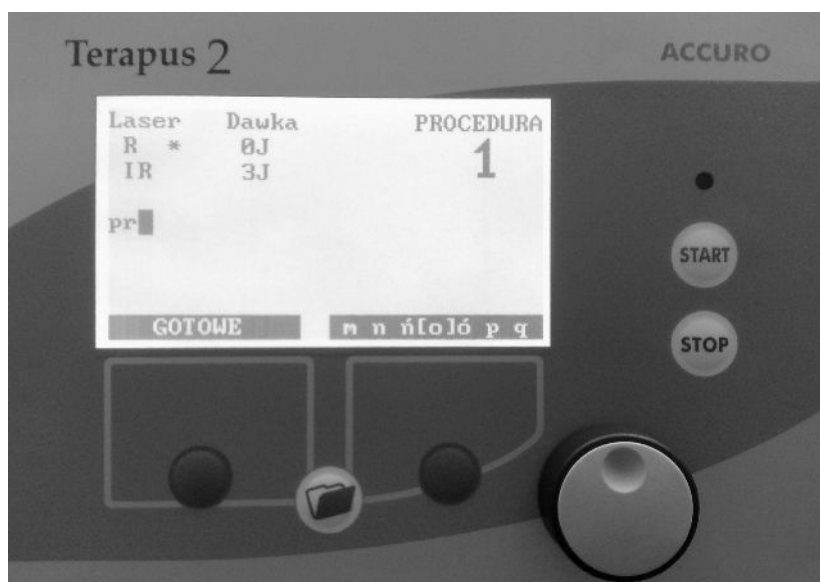 Terapus 2
ACCURO
Laser Dawka PROCEDURA
R * 0J 1
IR 3J
pr
GOTOWE m n ń[o]ó p q
START
STOP